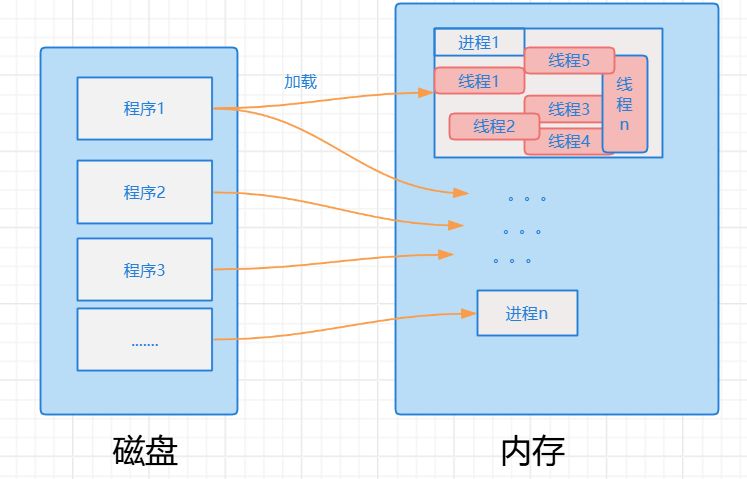 程序1
程序2
程序3
.......
磁盘
加载
进程1
线程5
线程1
线程n
线程3
线程2
线程4
。。。
。。。
。。。
进程n
内存